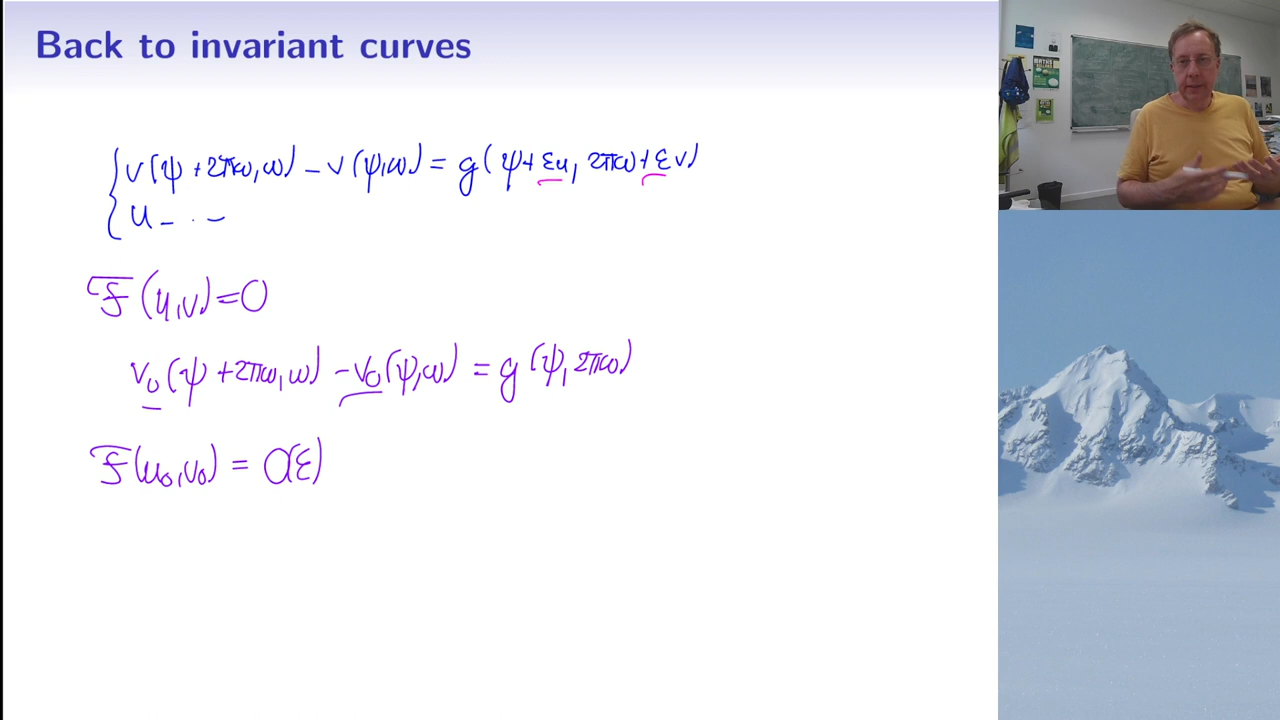 Back to invariant curves
v(ψ + 2πω, ω) − v(ψ, ω) = g(ψ + εu, 2πω + εv)
u − · · −
F(u, v) = 0
v₀(ψ + 2πω, ω) − v₀(ψ, ω) = g(ψ, 2πω)
F(u₀, v₀) = O(ε)